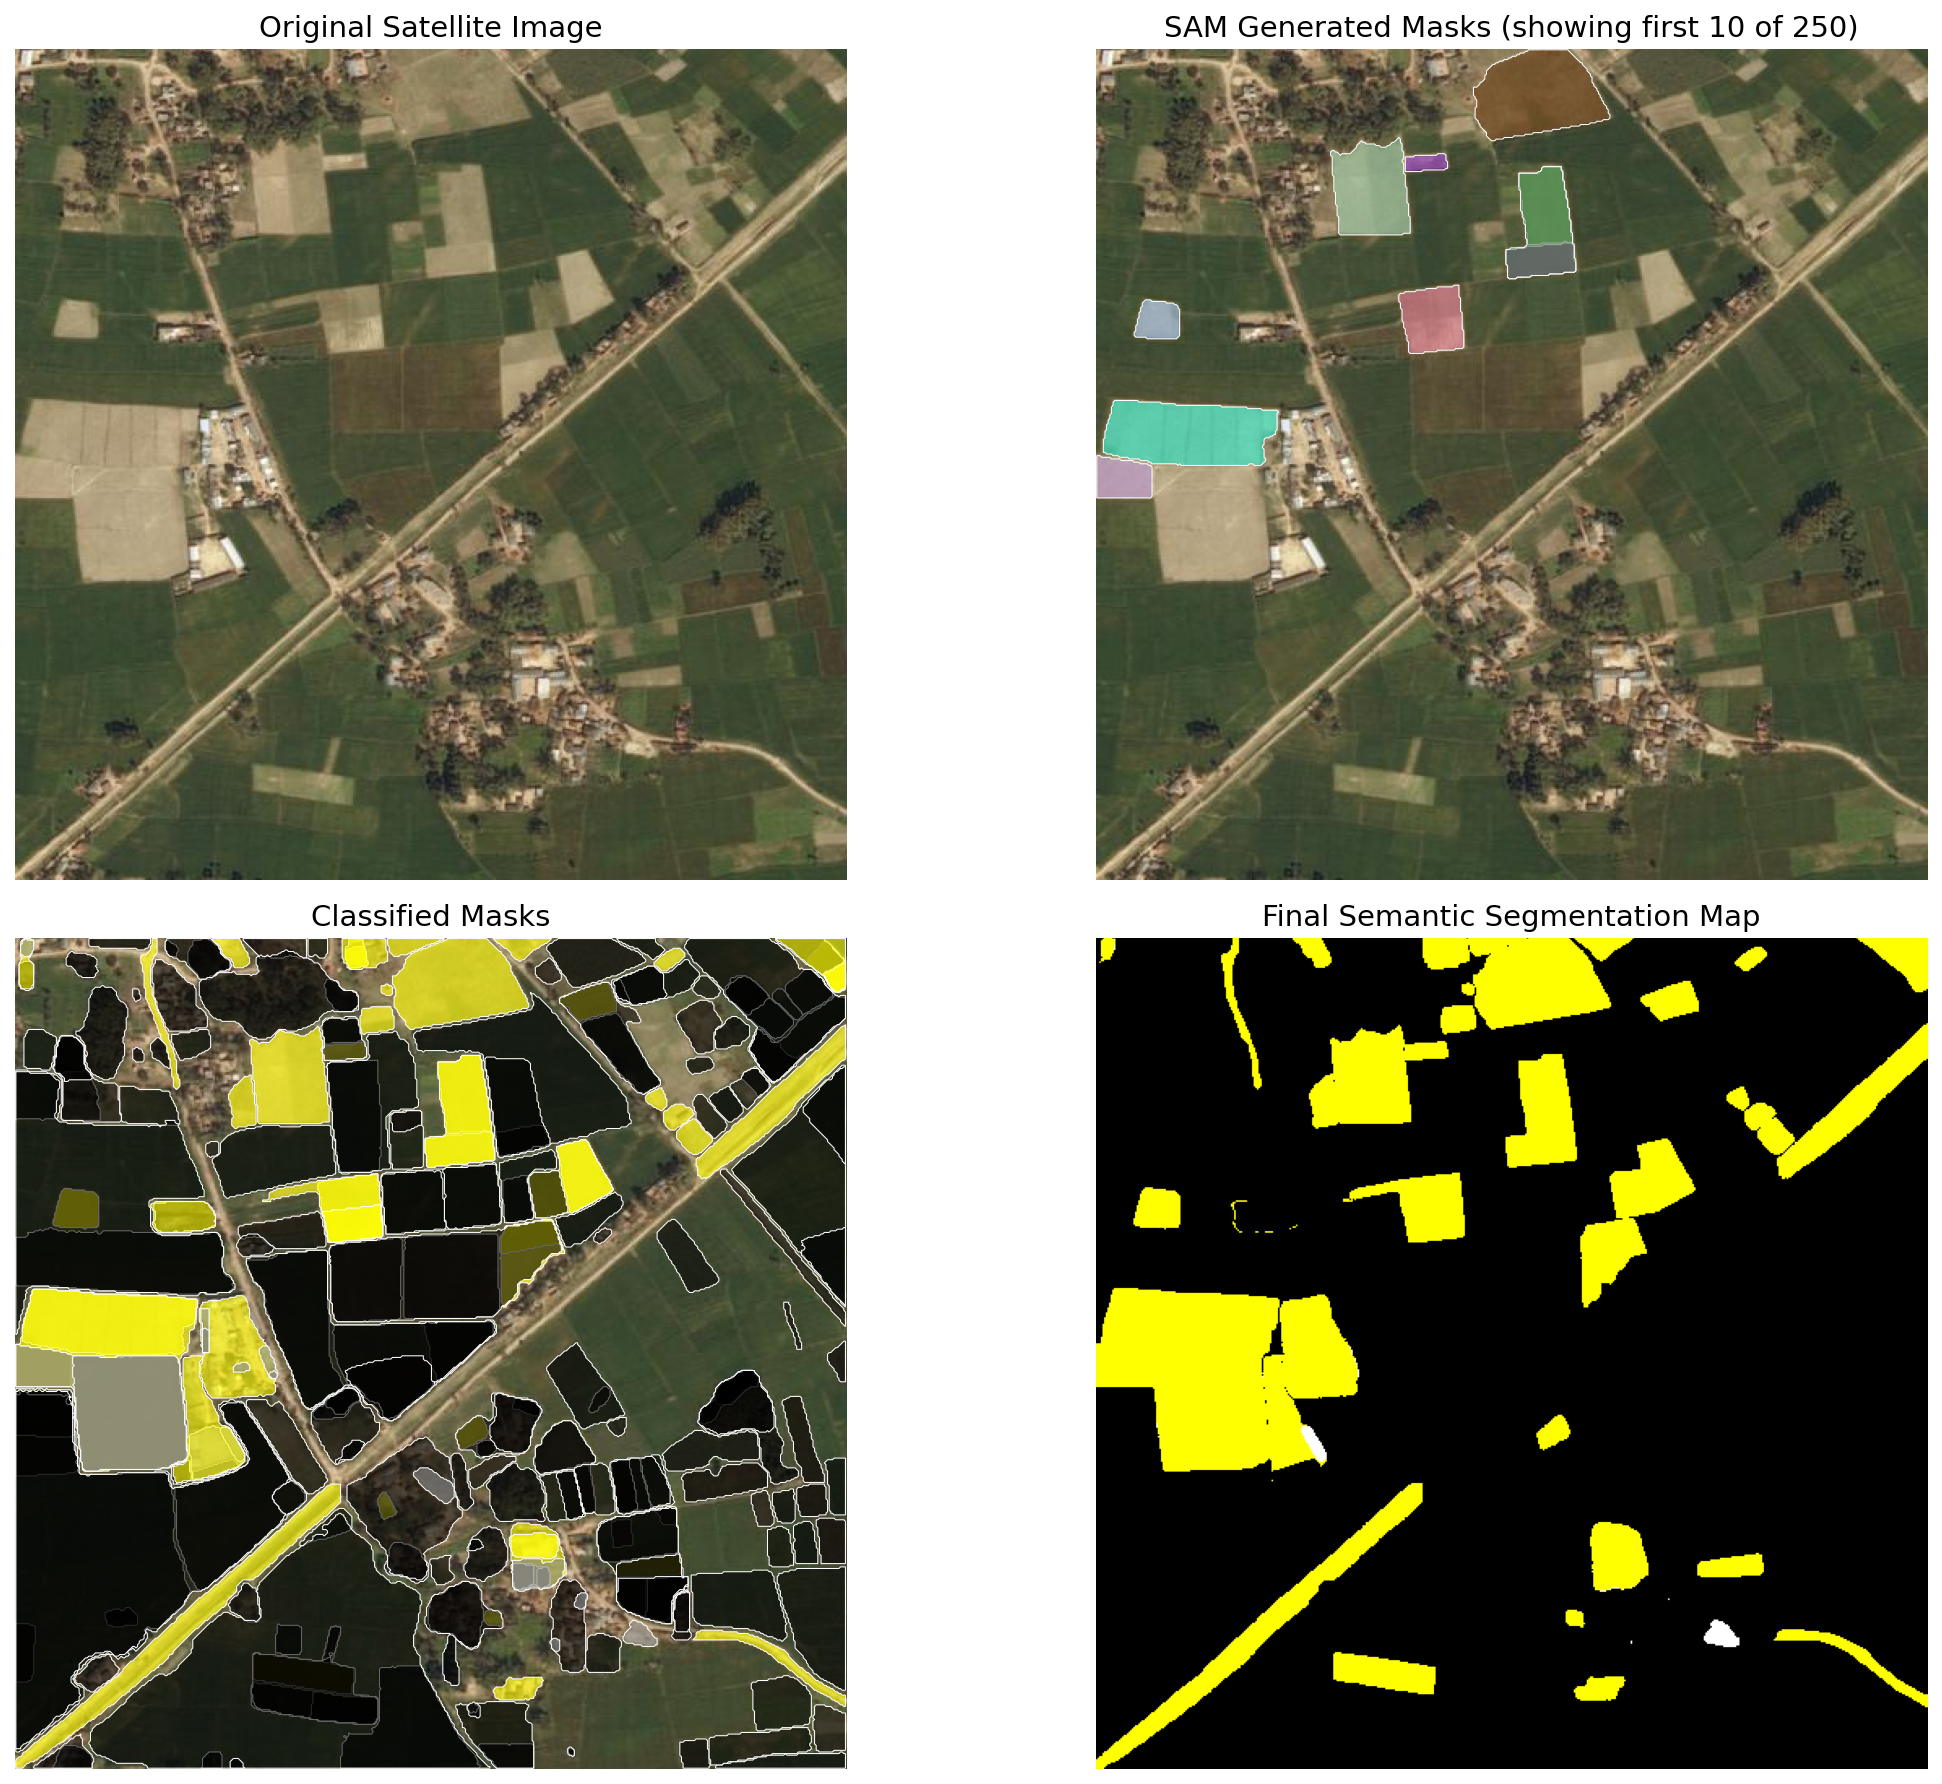 Original Satellite Image
SAM Generated Masks (showing first 10 of 250)
Classified Masks
Final Semantic Segmentation Map